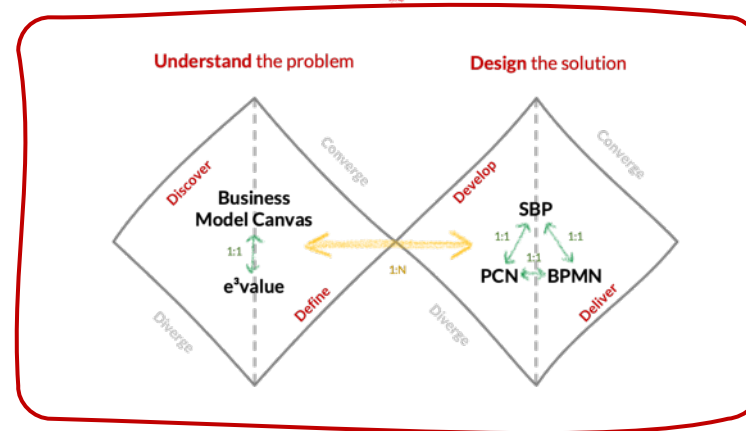 Understand the problem
Design the solution
Discover
Converge
Develop
Converge
Business
Model Canvas
1:1
e³value
SBP
1:1
1:1
1:1
PCN
BPMN
1:N
Diverge
Define
Diverge
Deliver